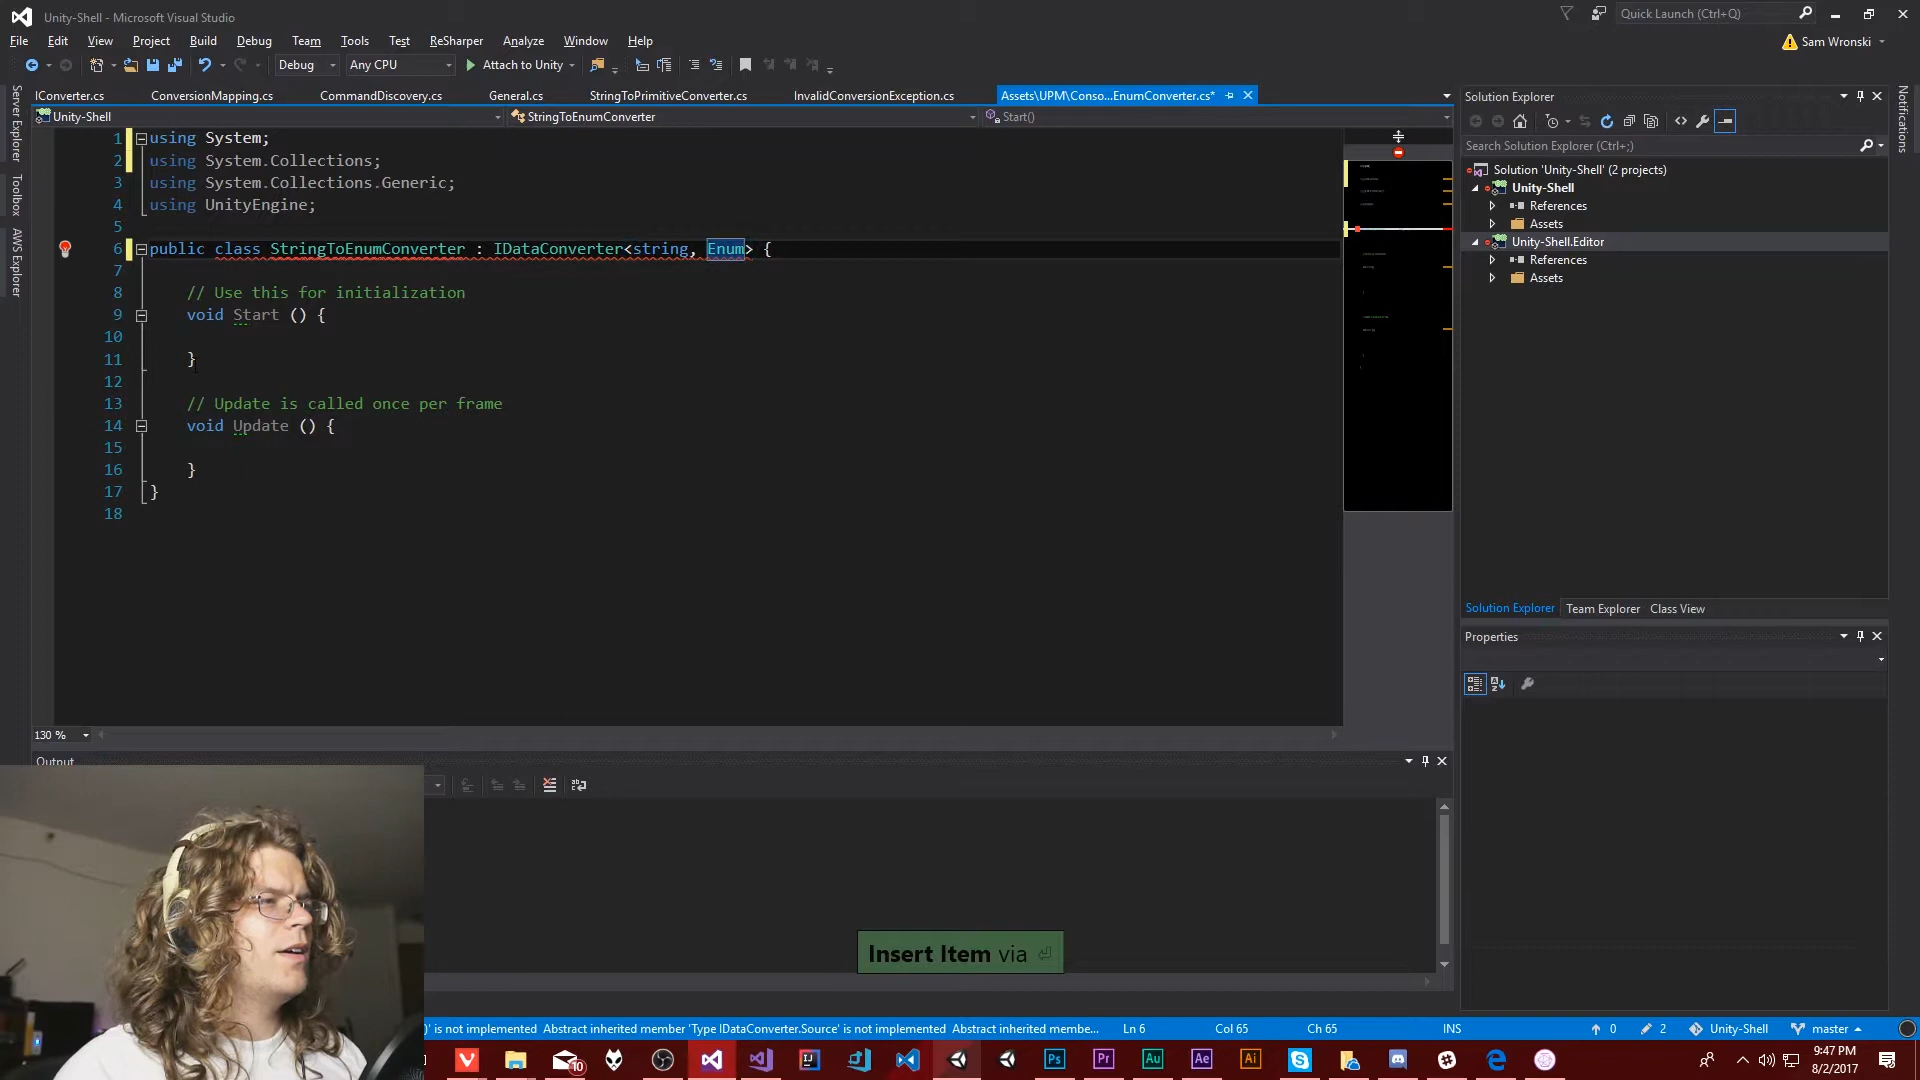 Unity-Shell - Microsoft Visual Studio
Quick Launch (Ctrl+Q)
File Edit View Project Build Debug Team Tools Test ReSharper Analyze Window Help
Sam Wronski
Debug Any CPU Attach to Unity
IConverter.cs ConversionMapping.cs CommandDiscovery.cs General.cs StringToPrimitiveConverter.cs InvalidConversionException.cs Assets\UPM\Conso...EnumConverter.cs*
Unity-Shell StringToEnumConverter Start()
Server Explorer
Toolbox
AWS Explorer
1 using System;
2 using System.Collections;
3 using System.Collections.Generic;
4 using UnityEngine;
5
6 public class StringToEnumConverter : IDataConverter<string, Enum> {
7
8 // Use this for initialization
9 void Start () {
10
11 }
12
13 // Update is called once per frame
14 void Update () {
15
16 }
17 }
18
130 %
Solution Explorer
Search Solution Explorer (Ctrl+;)
Solution 'Unity-Shell' (2 projects)
Unity-Shell
References
Assets
Unity-Shell.Editor
References
Assets
Solution Explorer Team Explorer Class View
Properties
Notifications
Output
Insert Item via ⏎
)' is not implemented Abstract inherited member 'Type IDataConverter.Source' is not implemented Abstract inherited membe... Ln 6 Col 65 Ch 65 INS 0 2 Unity-Shell master
10
Ps Pr Au Ae Ai
9:47 PM
8/2/2017